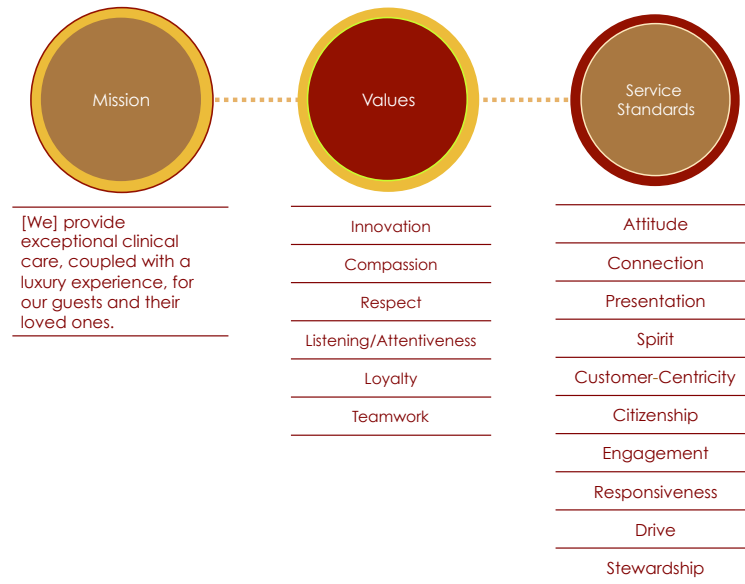 Mission
Values
Service
Standards
[We] provide
exceptional clinical
care, coupled with a
luxury experience, for
our guests and their
loved ones.
Innovation
Compassion
Respect
Listening/Attentiveness
Loyalty
Teamwork
Attitude
Connection
Presentation
Spirit
Customer-Centricity
Citizenship
Engagement
Responsiveness
Drive
Stewardship